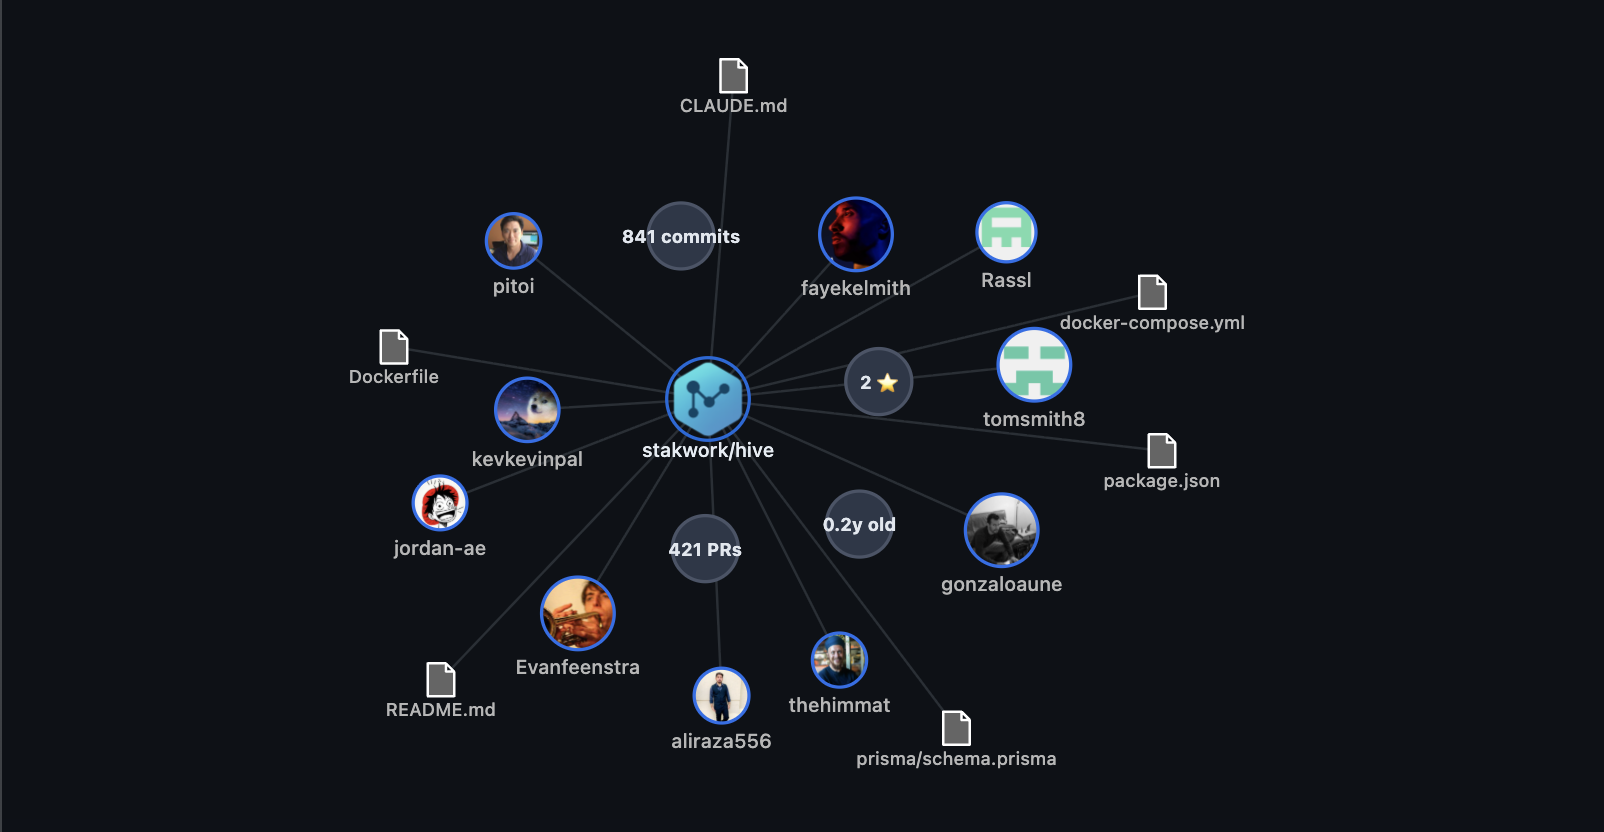 CLAUDE.md
841 commits
pitoi
fayekelmith
Rassl
docker-compose.yml
Dockerfile
2 ⭐
tomsmith8
kevkevinpal
stakwork/hive
package.json
0.2y old
jordan-ae
421 PRs
gonzaloaune
Evanfeenstra
thehimmat
README.md
aliraza556
prisma/schema.prisma